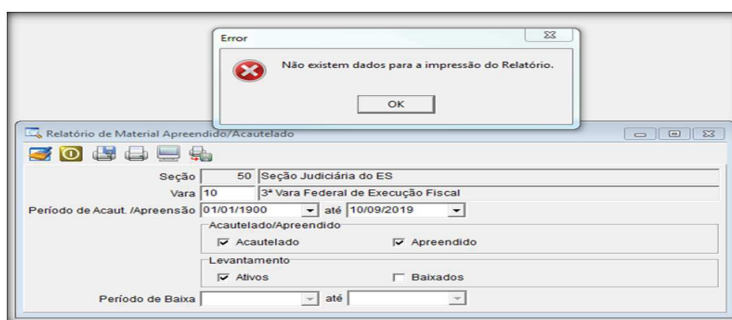 Error
Não existem dados para a impressão do Relatório.
OK
Relatório de Material Apreendido/Acautelado
Seção 50 Seção Judiciária do ES
Vara 10 3ª Vara Federal de Execução Fiscal
Período de Acaut. /Apreensão 01/01/1900 até 10/09/2019
Acautelado/Apreendido
Acautelado Apreendido
Levantamento
Ativos Baixados
Período de Baixa até